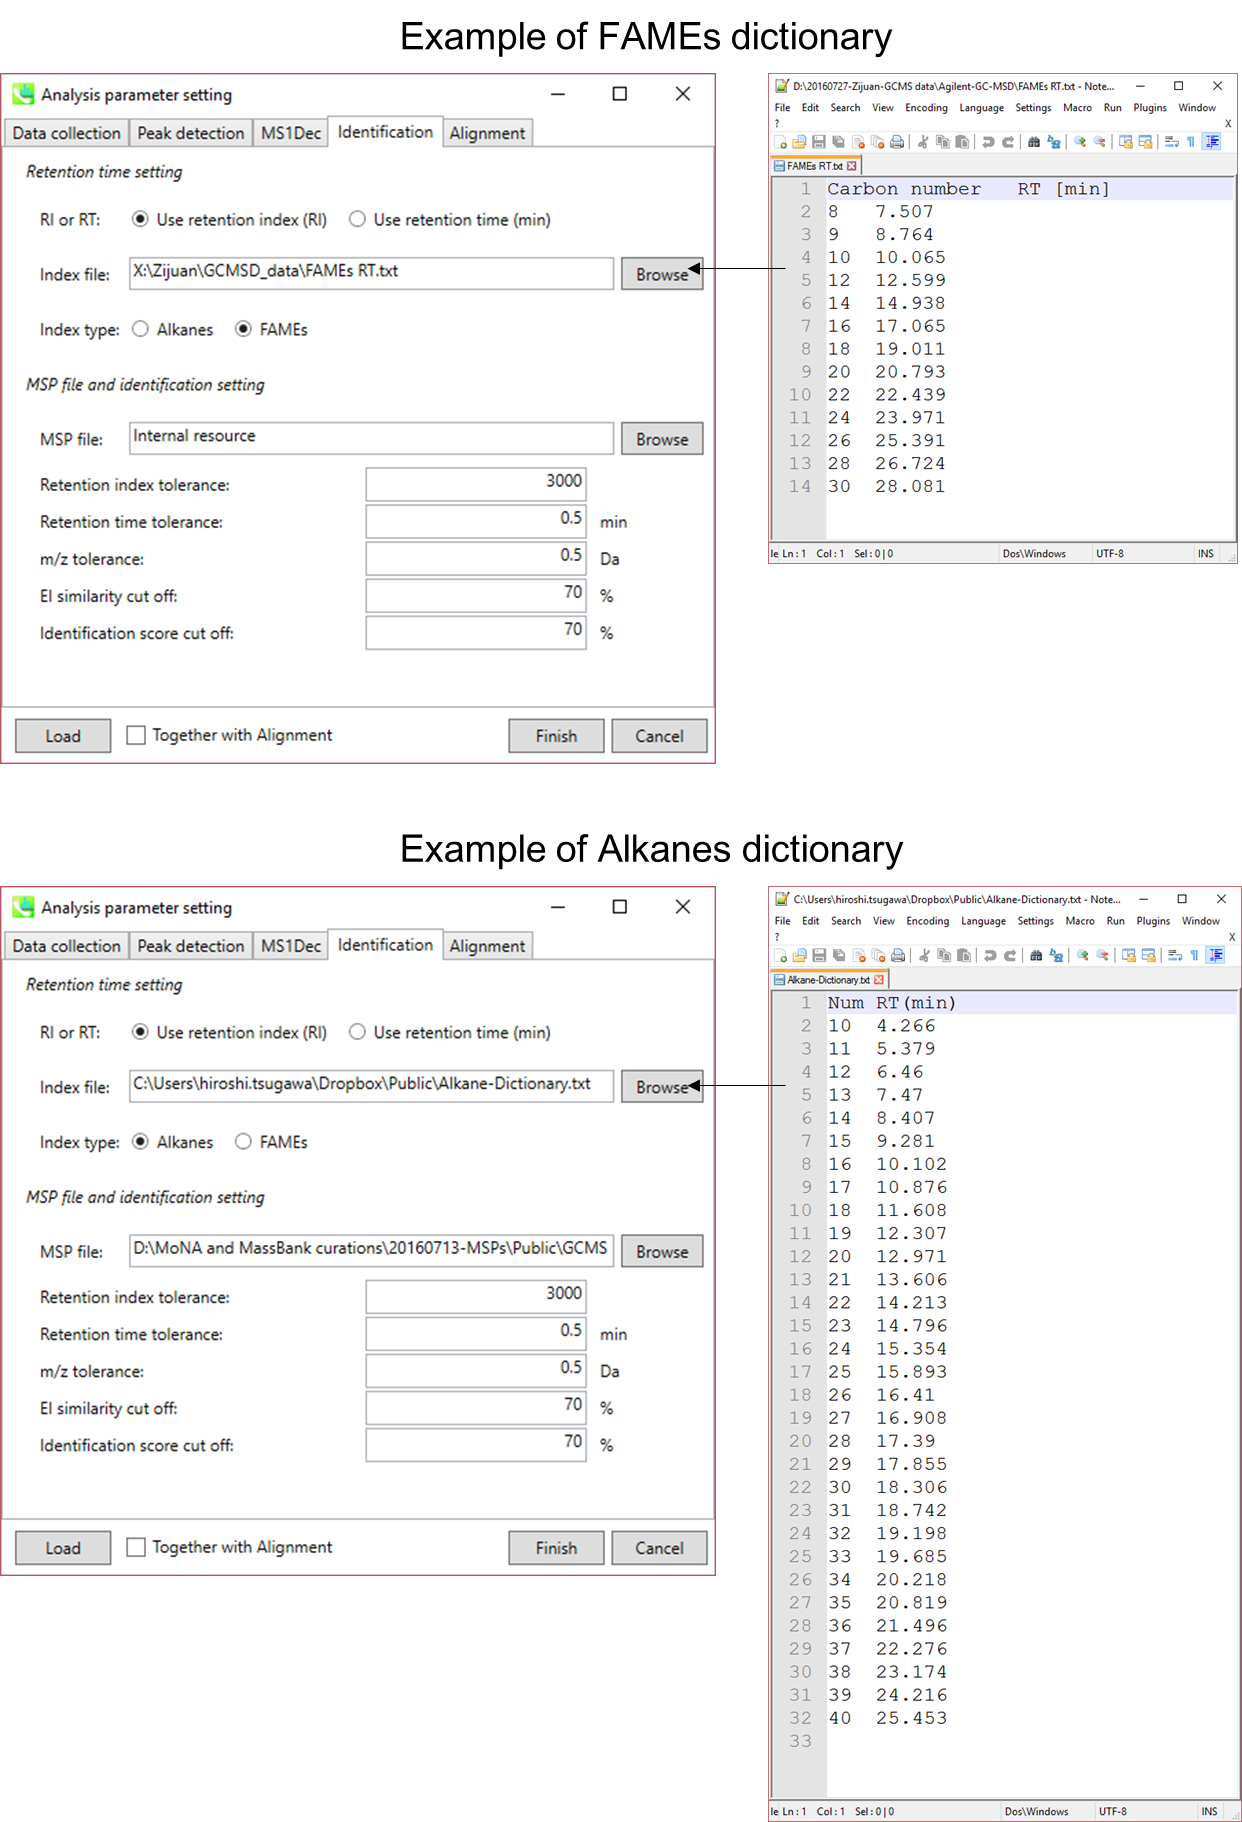 Example of FAMEs dictionary
Analysis parameter setting
Data collection Peak detection MS1Dec Identification Alignment
Retention time setting
RI or RT: Use retention index (RI) Use retention time (min)
Index file: X:\Zijuan\GCMSD_data\FAMEs RT.txt Browse
Index type: Alkanes FAMEs
MSP file and identification setting
MSP file: Internal resource Browse
Retention index tolerance: 3000
Retention time tolerance: 0.5 min
m/z tolerance: 0.5 Da
EI similarity cut off: 70 %
Identification score cut off: 70 %
Load Together with Alignment Finish Cancel
D:\20160727-Zijuan-GCMS data\Agilent-GC-MSD\FAMEs RT.txt - Note...
File Edit Search View Encoding Language Settings Macro Run Plugins Window
? X
FAMEs RT.txt
1 Carbon number RT [min]
2 8 7.507
3 9 8.764
4 10 10.065
5 12 12.599
6 14 14.938
7 16 17.065
8 18 19.011
9 20 20.793
10 22 22.439
11 24 23.971
12 26 25.391
13 28 26.724
14 30 28.081
le Ln : 1 Col : 1 Sel : 0 | 0 Dos\Windows UTF-8 INS
Example of Alkanes dictionary
Analysis parameter setting
Data collection Peak detection MS1Dec Identification Alignment
Retention time setting
RI or RT: Use retention index (RI) Use retention time (min)
Index file: C:\Users\hiroshi.tsugawa\Dropbox\Public\Alkane-Dictionary.txt Browse
Index type: Alkanes FAMEs
MSP file and identification setting
MSP file: D:\MoNA and MassBank curations\20160713-MSPs\Public\GCMS Browse
Retention index tolerance: 3000
Retention time tolerance: 0.5 min
m/z tolerance: 0.5 Da
EI similarity cut off: 70 %
Identification score cut off: 70 %
Load Together with Alignment Finish Cancel
C:\Users\hiroshi.tsugawa\Dropbox\Public\Alkane-Dictionary.txt - Note...
File Edit Search View Encoding Language Settings Macro Run Plugins Window
? X
Alkane-Dictionary.txt
1 Num RT(min)
2 10 4.266
3 11 5.379
4 12 6.46
5 13 7.47
6 14 8.407
7 15 9.281
8 16 10.102
9 17 10.876
10 18 11.608
11 19 12.307
12 20 12.971
13 21 13.606
14 22 14.213
15 23 14.796
16 24 15.354
17 25 15.893
18 26 16.41
19 27 16.908
20 28 17.39
21 29 17.855
22 30 18.306
23 31 18.742
24 32 19.198
25 33 19.685
26 34 20.218
27 35 20.819
28 36 21.496
29 37 22.276
30 38 23.174
31 39 24.216
32 40 25.453
33
le Ln : 1 Col : 1 Sel : 0 | 0 Dos\Windows UTF-8 INS